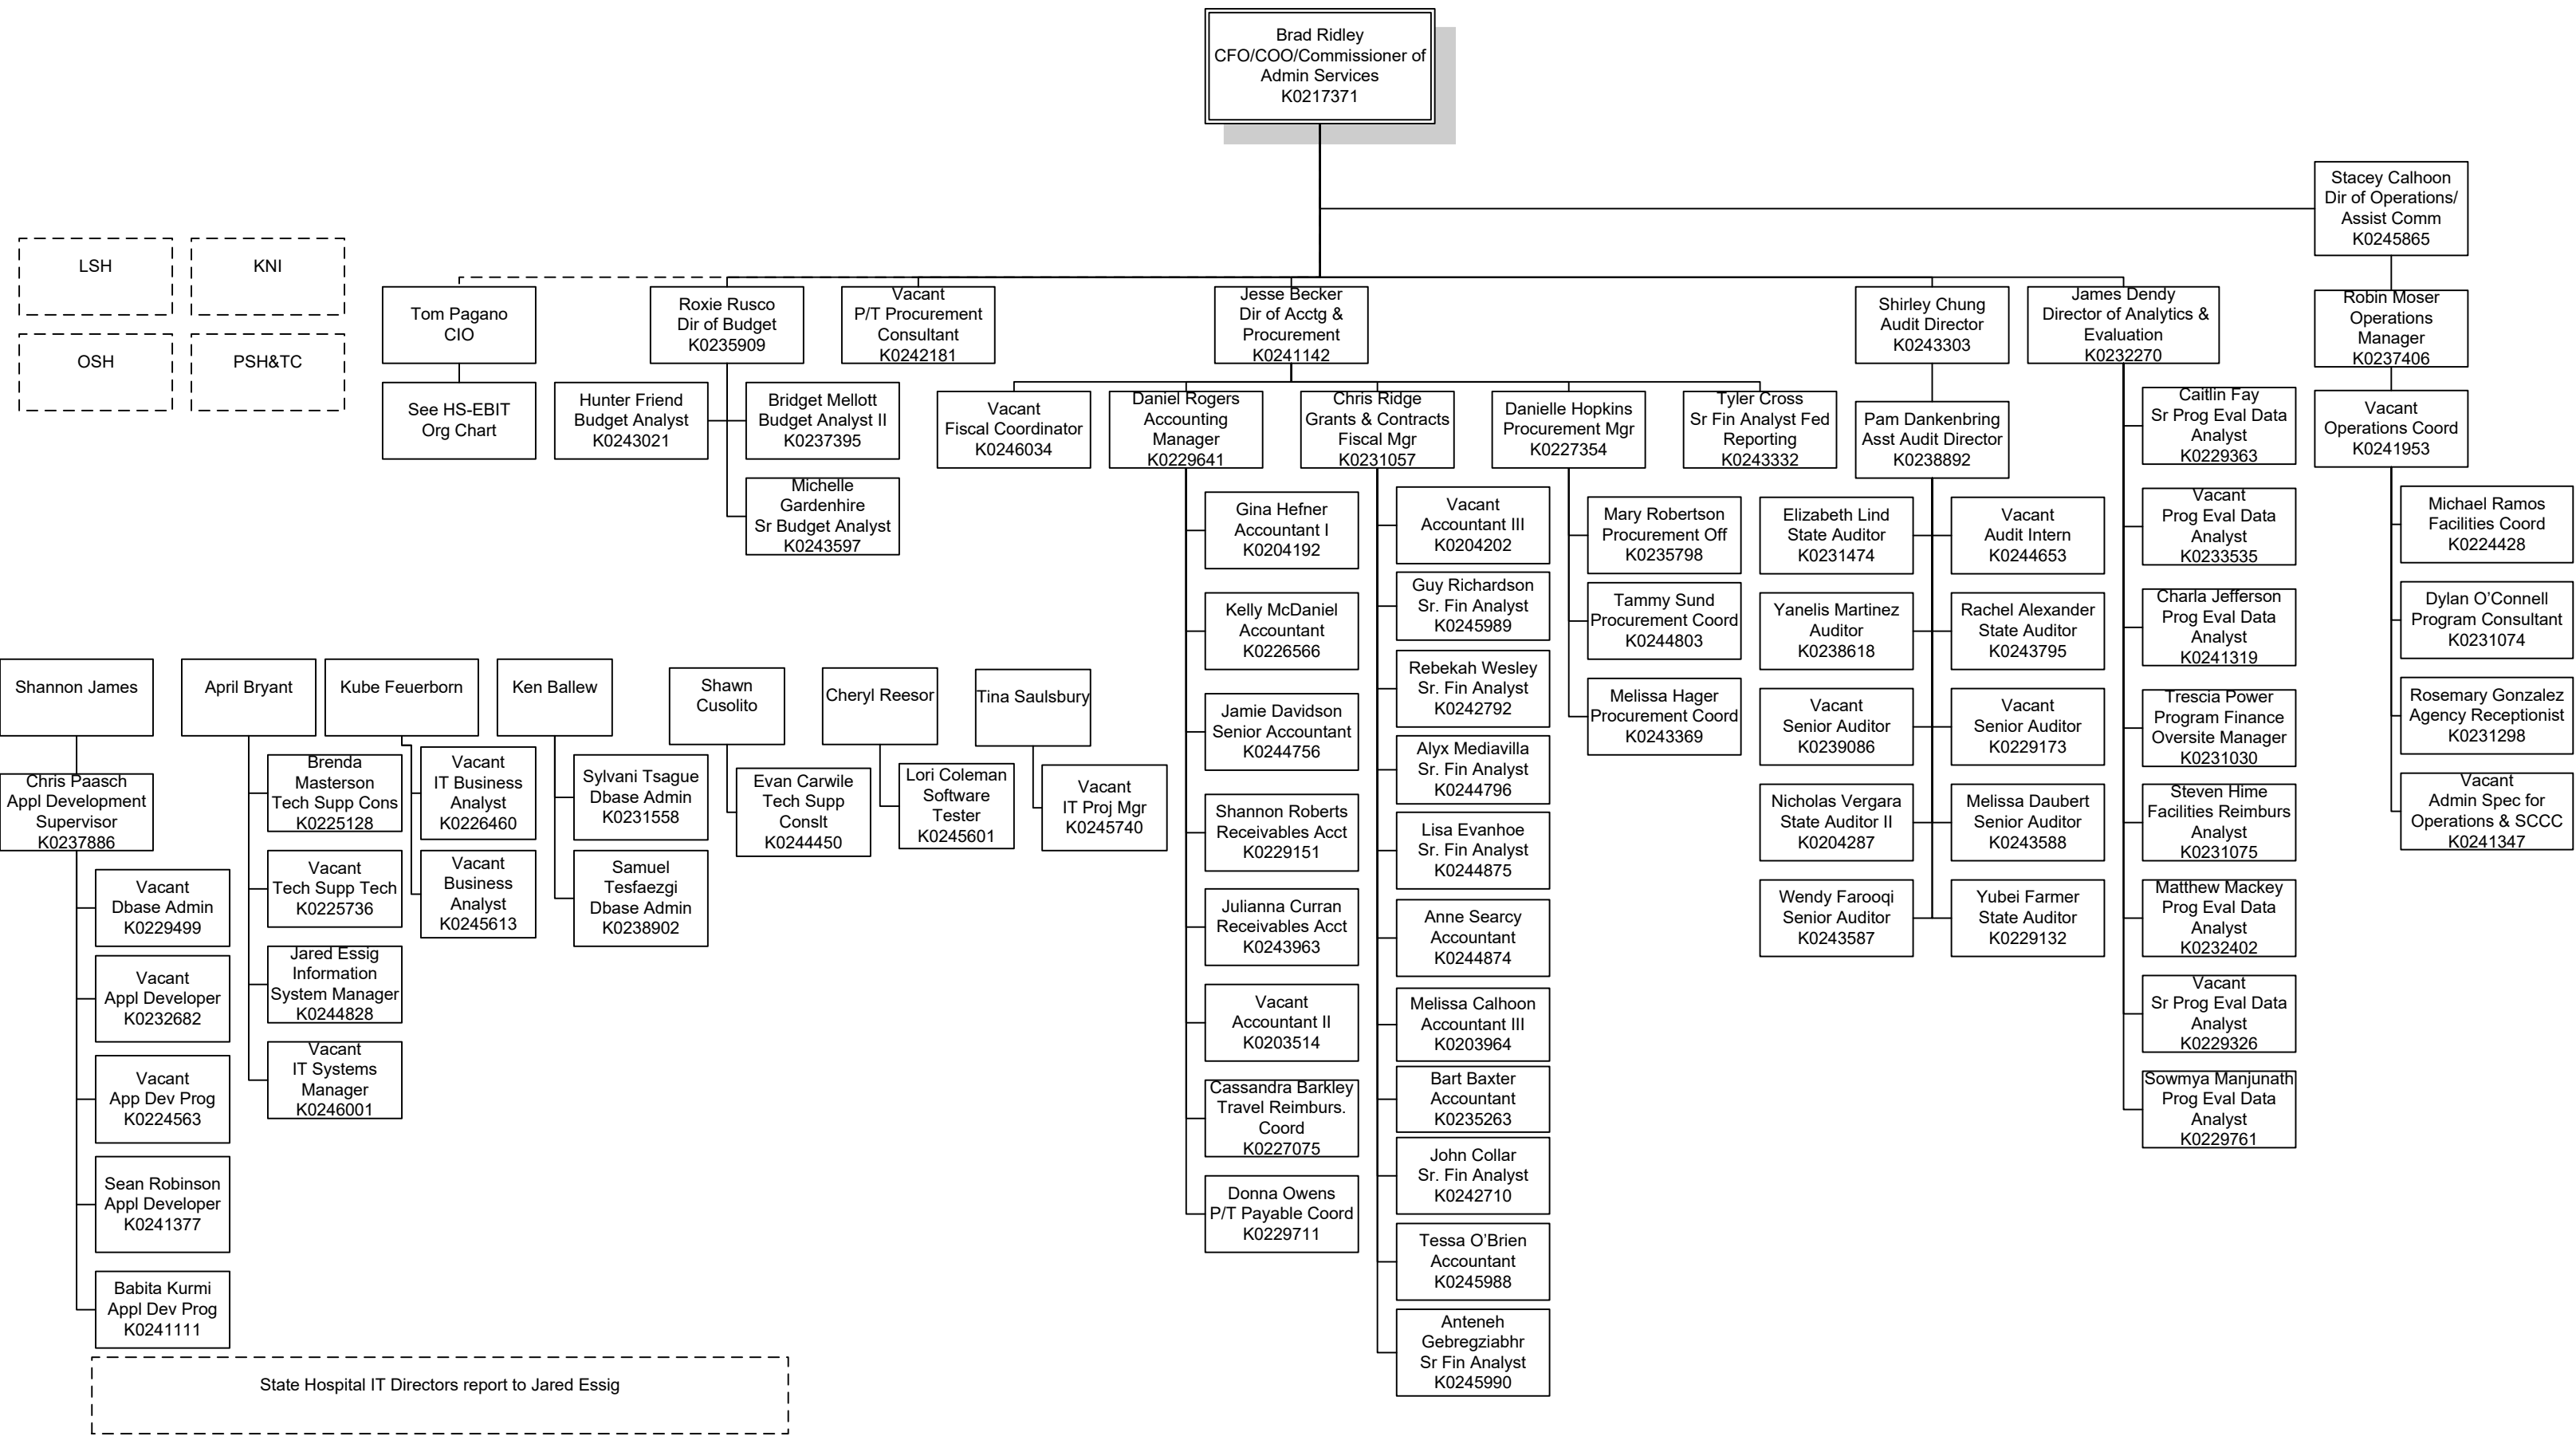 Brad Ridley
CFO/COO/Commissioner of
Admin Services
K0217371
Stacey Calhoon
Dir of Operations/
Assist Comm
K0245865
LSH
KNI
OSH
PSH&TC
Tom Pagano
CIO
See HS-EBIT
Org Chart
Roxie Rusco
Dir of Budget
K0235909
Hunter Friend
Budget Analyst
K0243021
Bridget Mellott
Budget Analyst II
K0237395
Michelle
Gardenhire
Sr Budget Analyst
K0243597
Vacant
P/T Procurement
Consultant
K0242181
Jesse Becker
Dir of Acctg &
Procurement
K0241142
Vacant
Fiscal Coordinator
K0246034
Daniel Rogers
Accounting
Manager
K0229641
Gina Hefner
Accountant I
K0204192
Kelly McDaniel
Accountant
K0226566
Jamie Davidson
Senior Accountant
K0244756
Shannon Roberts
Receivables Acct
K0229151
Julianna Curran
Receivables Acct
K0243963
Vacant
Accountant II
K0203514
Cassandra Barkley
Travel Reimburs.
Coord
K0227075
Donna Owens
P/T Payable Coord
K0229711
Chris Ridge
Grants & Contracts
Fiscal Mgr
K0231057
Vacant
Accountant III
K0204202
Guy Richardson
Sr. Fin Analyst
K0245989
Rebekah Wesley
Sr. Fin Analyst
K0242792
Alyx Mediavilla
Sr. Fin Analyst
K0244796
Lisa Evanhoe
Sr. Fin Analyst
K0244875
Anne Searcy
Accountant
K0244874
Melissa Calhoon
Accountant III
K0203964
Bart Baxter
Accountant
K0235263
John Collar
Sr. Fin Analyst
K0242710
Tessa O’Brien
Accountant
K0245988
Anteneh
Gebregziabhr
Sr Fin Analyst
K0245990
Danielle Hopkins
Procurement Mgr
K0227354
Mary Robertson
Procurement Off
K0235798
Tammy Sund
Procurement Coord
K0244803
Melissa Hager
Procurement Coord
K0243369
Tyler Cross
Sr Fin Analyst Fed
Reporting
K0243332
Shirley Chung
Audit Director
K0243303
Pam Dankenbring
Asst Audit Director
K0238892
Elizabeth Lind
State Auditor
K0231474
Vacant
Audit Intern
K0244653
Yanelis Martinez
Auditor
K0238618
Rachel Alexander
State Auditor
K0243795
Vacant
Senior Auditor
K0239086
Vacant
Senior Auditor
K0229173
Nicholas Vergara
State Auditor II
K0204287
Melissa Daubert
Senior Auditor
K0243588
Wendy Farooqi
Senior Auditor
K0243587
Yubei Farmer
State Auditor
K0229132
James Dendy
Director of Analytics &
Evaluation
K0232270
Caitlin Fay
Sr Prog Eval Data
Analyst
K0229363
Vacant
Prog Eval Data
Analyst
K0233535
Charla Jefferson
Prog Eval Data
Analyst
K0241319
Trescia Power
Program Finance
Oversite Manager
K0231030
Steven Hime
Facilities Reimburs
Analyst
K0231075
Matthew Mackey
Prog Eval Data
Analyst
K0232402
Vacant
Sr Prog Eval Data
Analyst
K0229326
Sowmya Manjunath
Prog Eval Data
Analyst
K0229761
Robin Moser
Operations
Manager
K0237406
Vacant
Operations Coord
K0241953
Michael Ramos
Facilities Coord
K0224428
Dylan O’Connell
Program Consultant
K0231074
Rosemary Gonzalez
Agency Receptionist
K0231298
Vacant
Admin Spec for
Operations & SCCC
K0241347
Shannon James
Chris Paasch
Appl Development
Supervisor
K0237886
Vacant
Dbase Admin
K0229499
Vacant
Appl Developer
K0232682
Vacant
App Dev Prog
K0224563
Sean Robinson
Appl Developer
K0241377
Babita Kurmi
Appl Dev Prog
K0241111
April Bryant
Brenda
Masterson
Tech Supp Cons
K0225128
Vacant
Tech Supp Tech
K0225736
Jared Essig
Information
System Manager
K0244828
Vacant
IT Systems
Manager
K0246001
Kube Feuerborn
Vacant
IT Business
Analyst
K0226460
Vacant
Business
Analyst
K0245613
Ken Ballew
Sylvani Tsague
Dbase Admin
K0231558
Samuel
Tesfaezgi
Dbase Admin
K0238902
Shawn
Cusolito
Evan Carwile
Tech Supp
Conslt
K0244450
Cheryl Reesor
Lori Coleman
Software
Tester
K0245601
Tina Saulsbury
Vacant
IT Proj Mgr
K0245740
State Hospital IT Directors report to Jared Essig